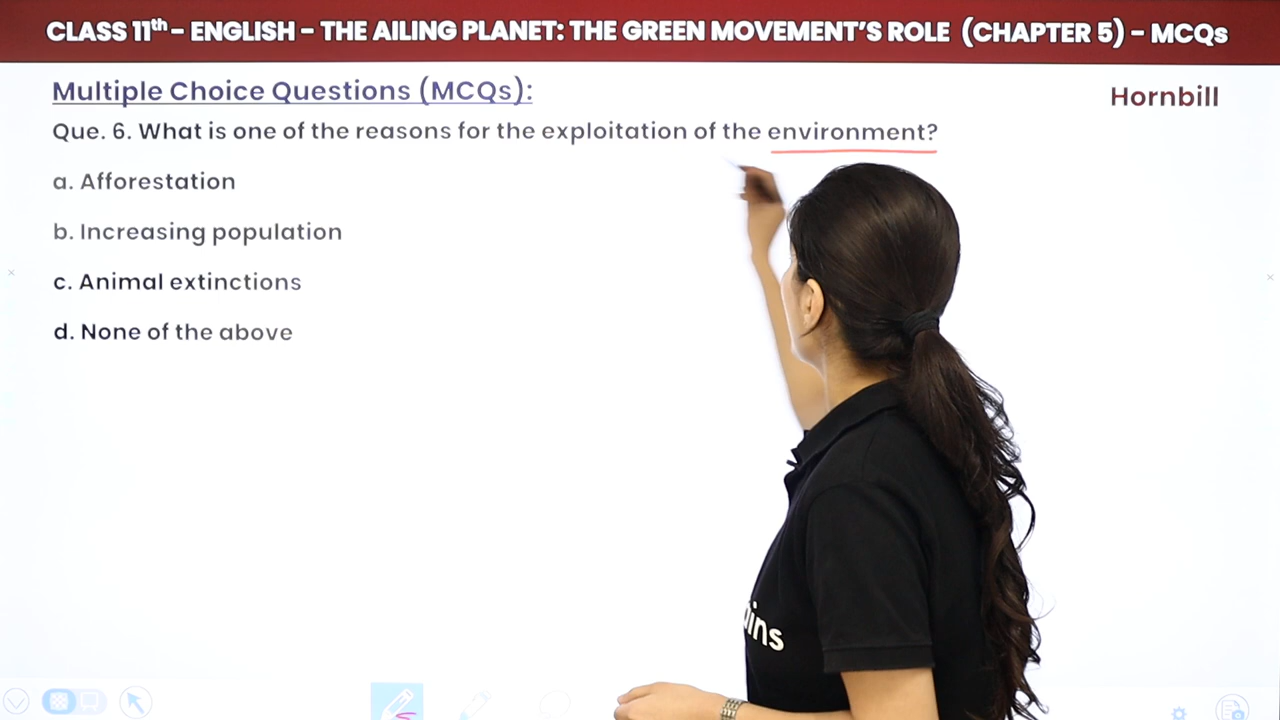 CLASS 11th - ENGLISH - THE AILING PLANET: THE GREEN MOVEMENT'S ROLE (CHAPTER 5) - MCQs
Multiple Choice Questions (MCQs):
Hornbill
Que. 6. What is one of the reasons for the exploitation of the environment?
a. Afforestation
b. Increasing population
c. Animal extinctions
d. None of the above